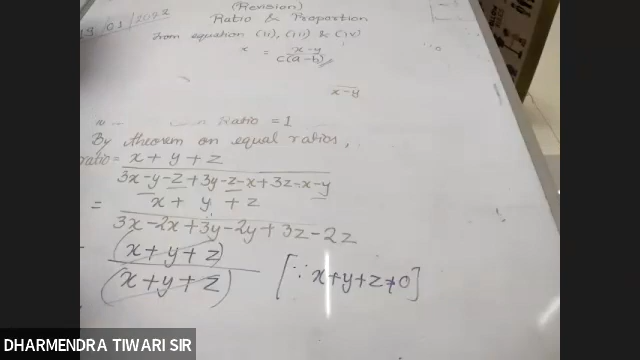 (Revision)
Ratio & Proportion
From equation (ii), (iii) & (iv)
x = x-y
c(a-b)
x-y
Ratio = 1
By theorem on equal ratios,
ratio = x + y + z
3x-y-z+3y-z-x+3z-x-y
= x + y + z
3x-2x+3y-2y+3z-2z
(x+y+z)
(x+y+z) [∵ x+y+z≠0]
DHARMENDRA TIWARI SIR